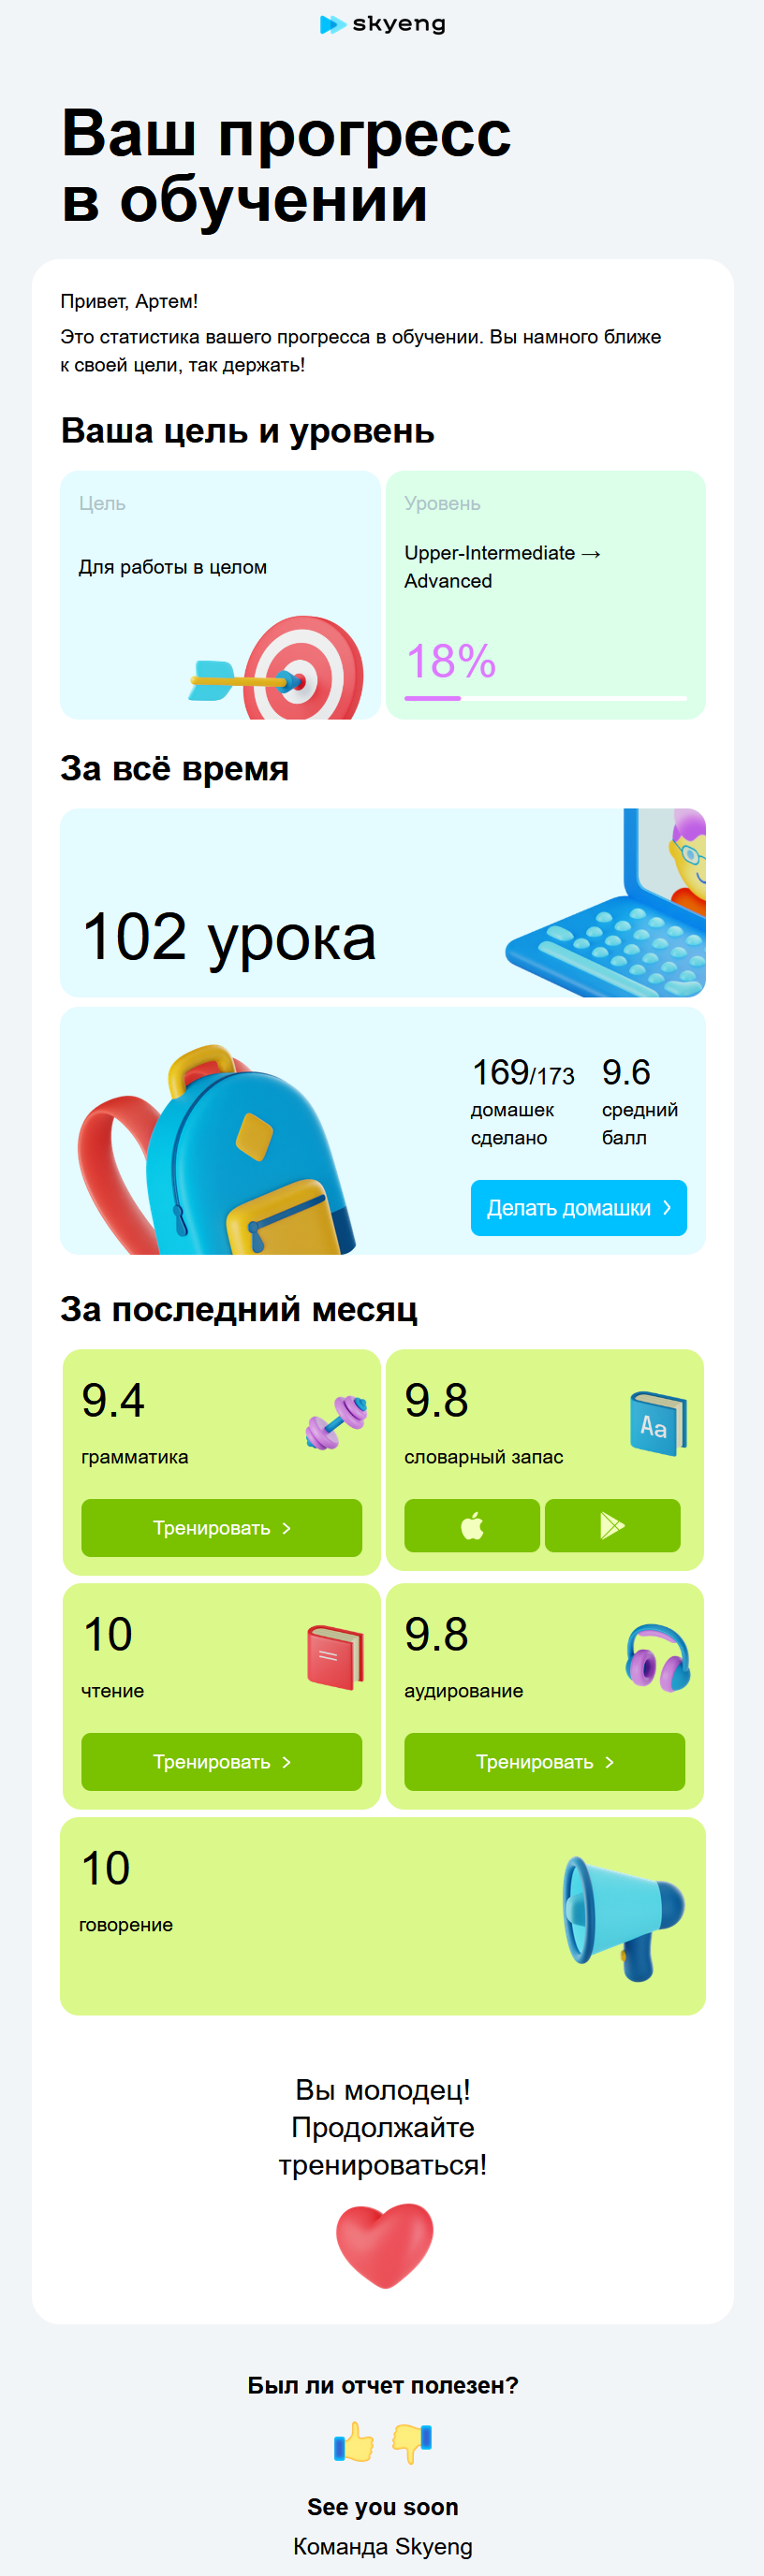 skyeng
Ваш прогресс
в обучении
Привет, Артем!
Это статистика вашего прогресса в обучении. Вы намного ближе
к своей цели, так держать!
Ваша цель и уровень
Цель
Для работы в целом
Уровень
Upper-Intermediate →
Advanced
18%
За всё время
102 урока
169/173
домашек
сделано
9.6
средний
балл
Делать домашки >
За последний месяц
9.4
грамматика
Тренировать >
9.8
словарный запас
Aa
10
чтение
Тренировать >
9.8
аудирование
Тренировать >
10
говорение
Вы молодец!
Продолжайте
тренироваться!
Был ли отчет полезен?
See you soon
Команда Skyeng